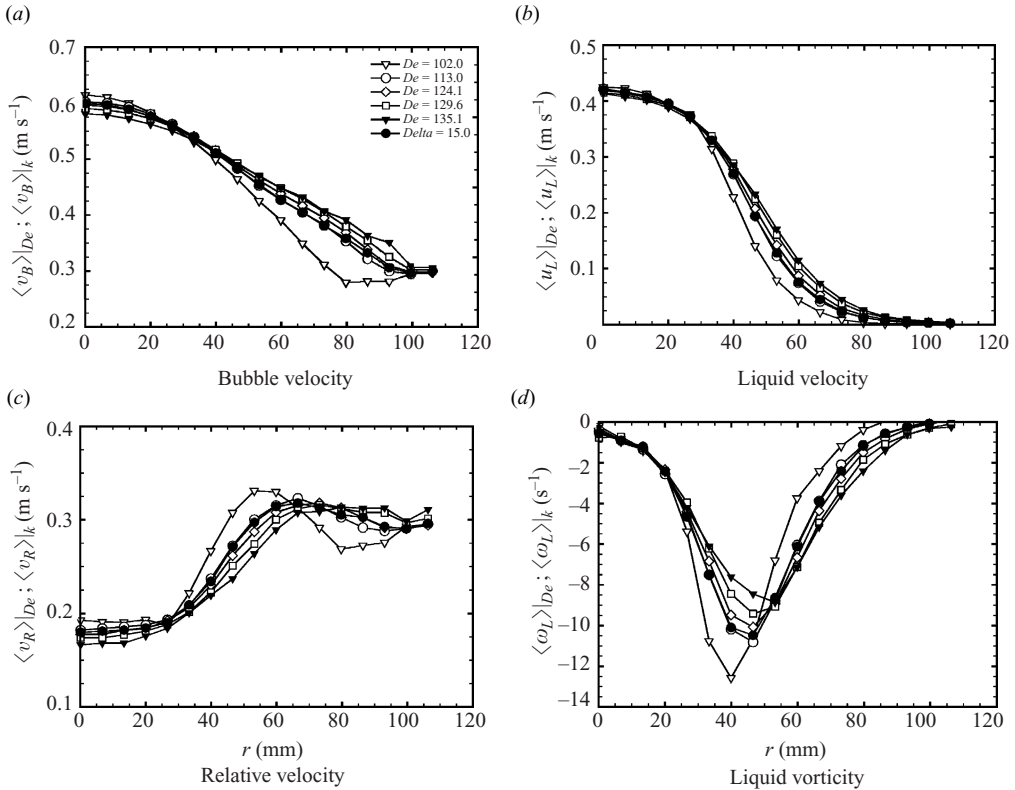 (a)
0.7
0.6
0.5
0.4
0.3
0.2
0 20 40 60 80 100 120
⟨v_B⟩|_De ; ⟨v_B⟩|_k (m s⁻¹)
De = 102.0
De = 113.0
De = 124.1
De = 129.6
De = 135.1
Delta = 15.0
Bubble velocity
(b)
0.5
0.4
0.3
0.2
0.1
0 20 40 60 80 100 120
⟨u_L⟩|_De ; ⟨u_L⟩|_k (m s⁻¹)
Liquid velocity
(c)
0.4
0.3
0.2
0.1
0 20 40 60 80 100 120
⟨v_R⟩|_De ; ⟨v_R⟩|_k (m s⁻¹)
r (mm)
Relative velocity
(d)
0
−2
−4
−6
−8
−10
−12
−14
0 20 40 60 80 100 120
⟨ω_L⟩|_De ; ⟨ω_L⟩|_k (s⁻¹)
r (mm)
Liquid vorticity